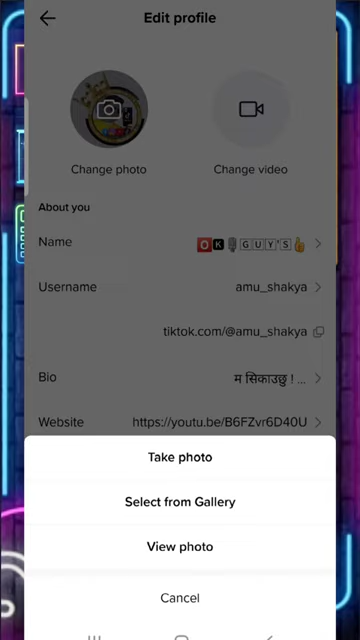 Edit profile
Change photo Change video
About you
Name 🅾️🅺🎙️🄶🅄🅈'🅂👍
Username amu_shakya
tiktok.com/@amu_shakya
Bio म सिकाउछु ! ...
Website https://youtu.be/B6FZvr6D40U
Take photo
Select from Gallery
View photo
Cancel